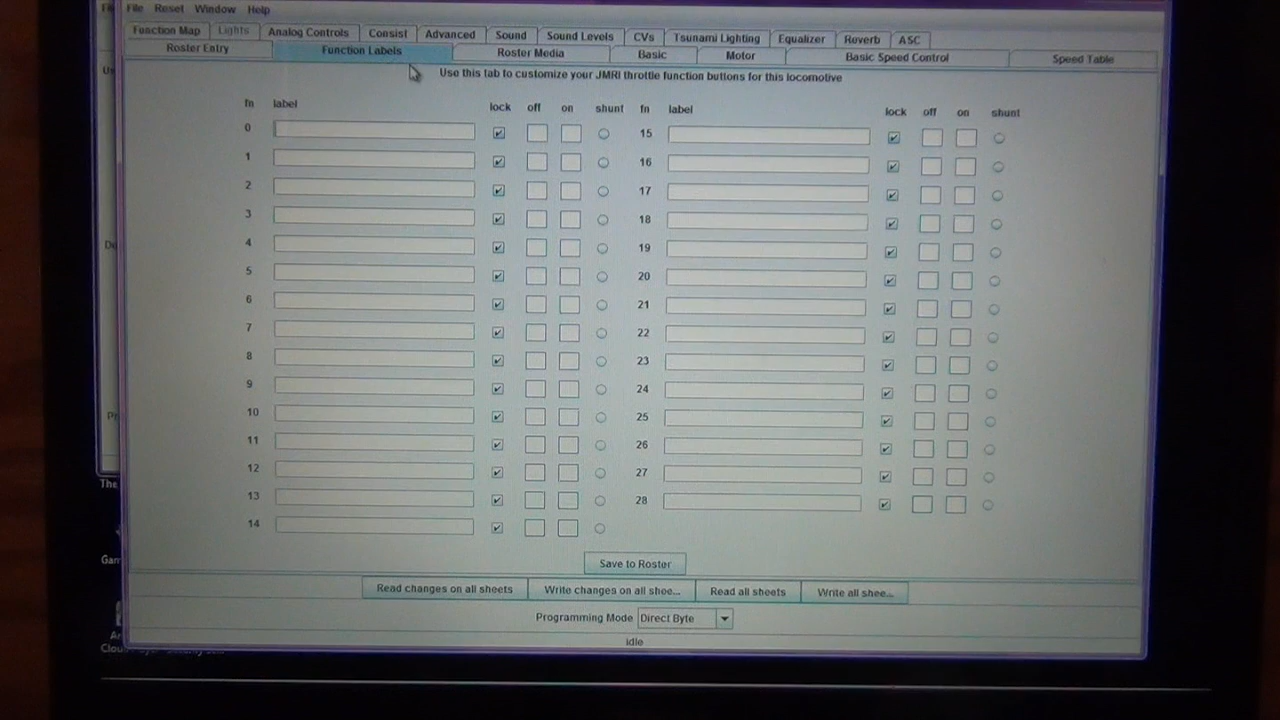 File Reset Window Help
Function Map Lights Analog Controls Consist Advanced Sound Sound Levels CVs Tsunami Lighting Equalizer Reverb ASC
Roster Entry Function Labels Roster Media Basic Motor Basic Speed Control Speed Table
Use this tab to customize your JMRI throttle function buttons for this locomotive
fn label lock off on shunt fn label lock off on shunt
0 15
1 16
2 17
3 18
4 19
5 20
6 21
7 22
8 23
9 24
10 25
11 26
12 27
13 28
14
Save to Roster
Read changes on all sheets Write changes on all shee... Read all sheets Write all shee...
Programming Mode Direct Byte
idle
The